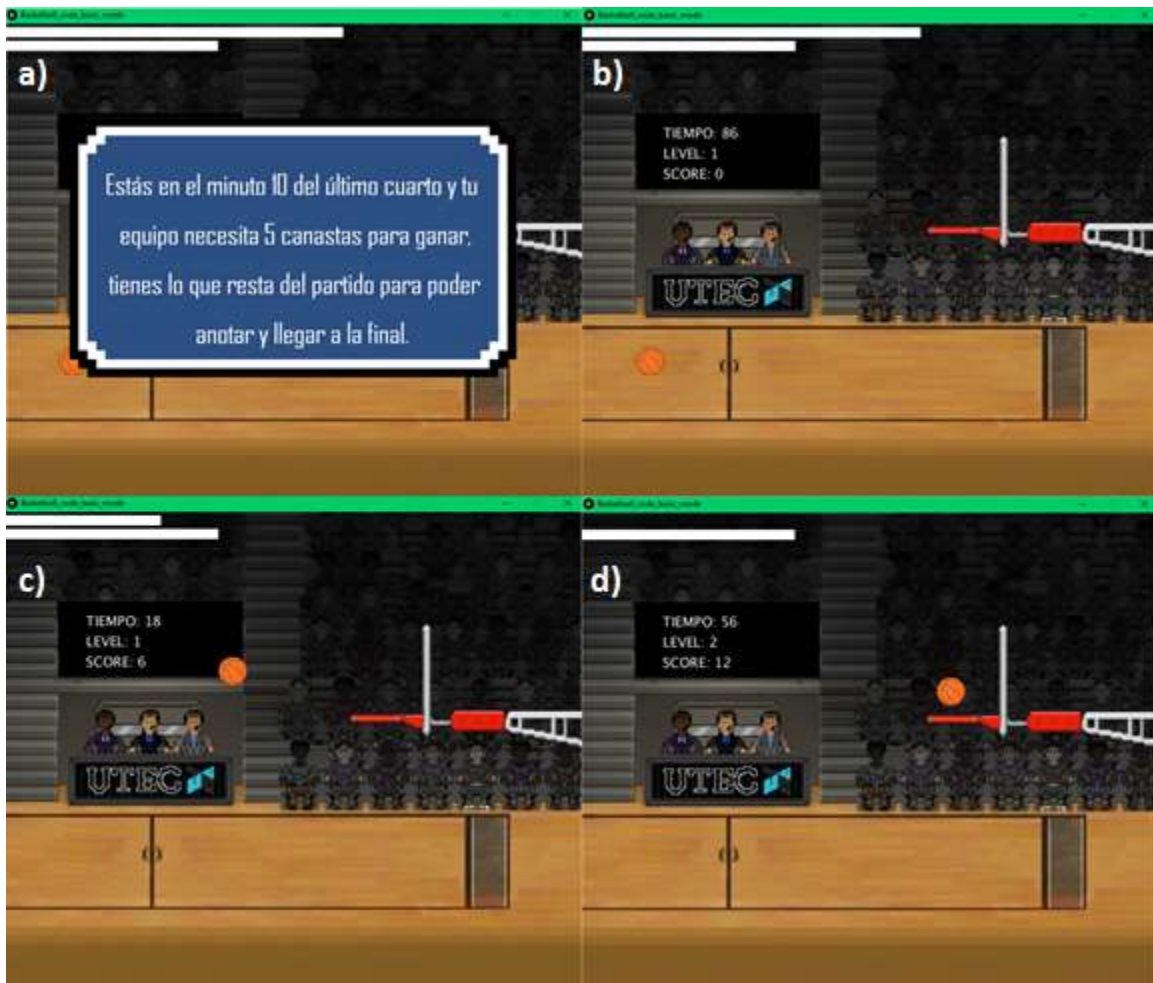 Basketball_node_basic_mode
Basketball_node_basic_mode
a)
Estás en el minuto 10 del último cuarto y tu
equipo necesita 5 canastas para ganar.
tienes lo que resta del partido para poder
anotar y llegar a la final.
b)
TIEMPO: 86
LEVEL: 1
SCORE: 0
UTEC
c)
TIEMPO: 18
LEVEL: 1
SCORE: 6
UTEC
d)
TIEMPO: 56
LEVEL: 2
SCORE: 12
UTEC